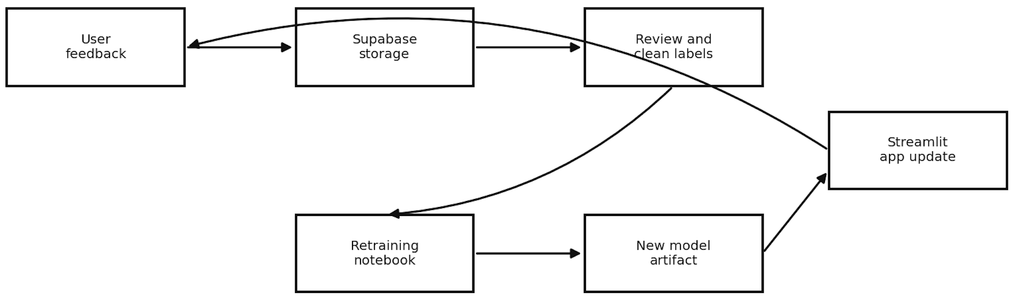 User
feedback
Supabase
storage
Review and
clean labels
Streamlit
app update
Retraining
notebook
New model
artifact